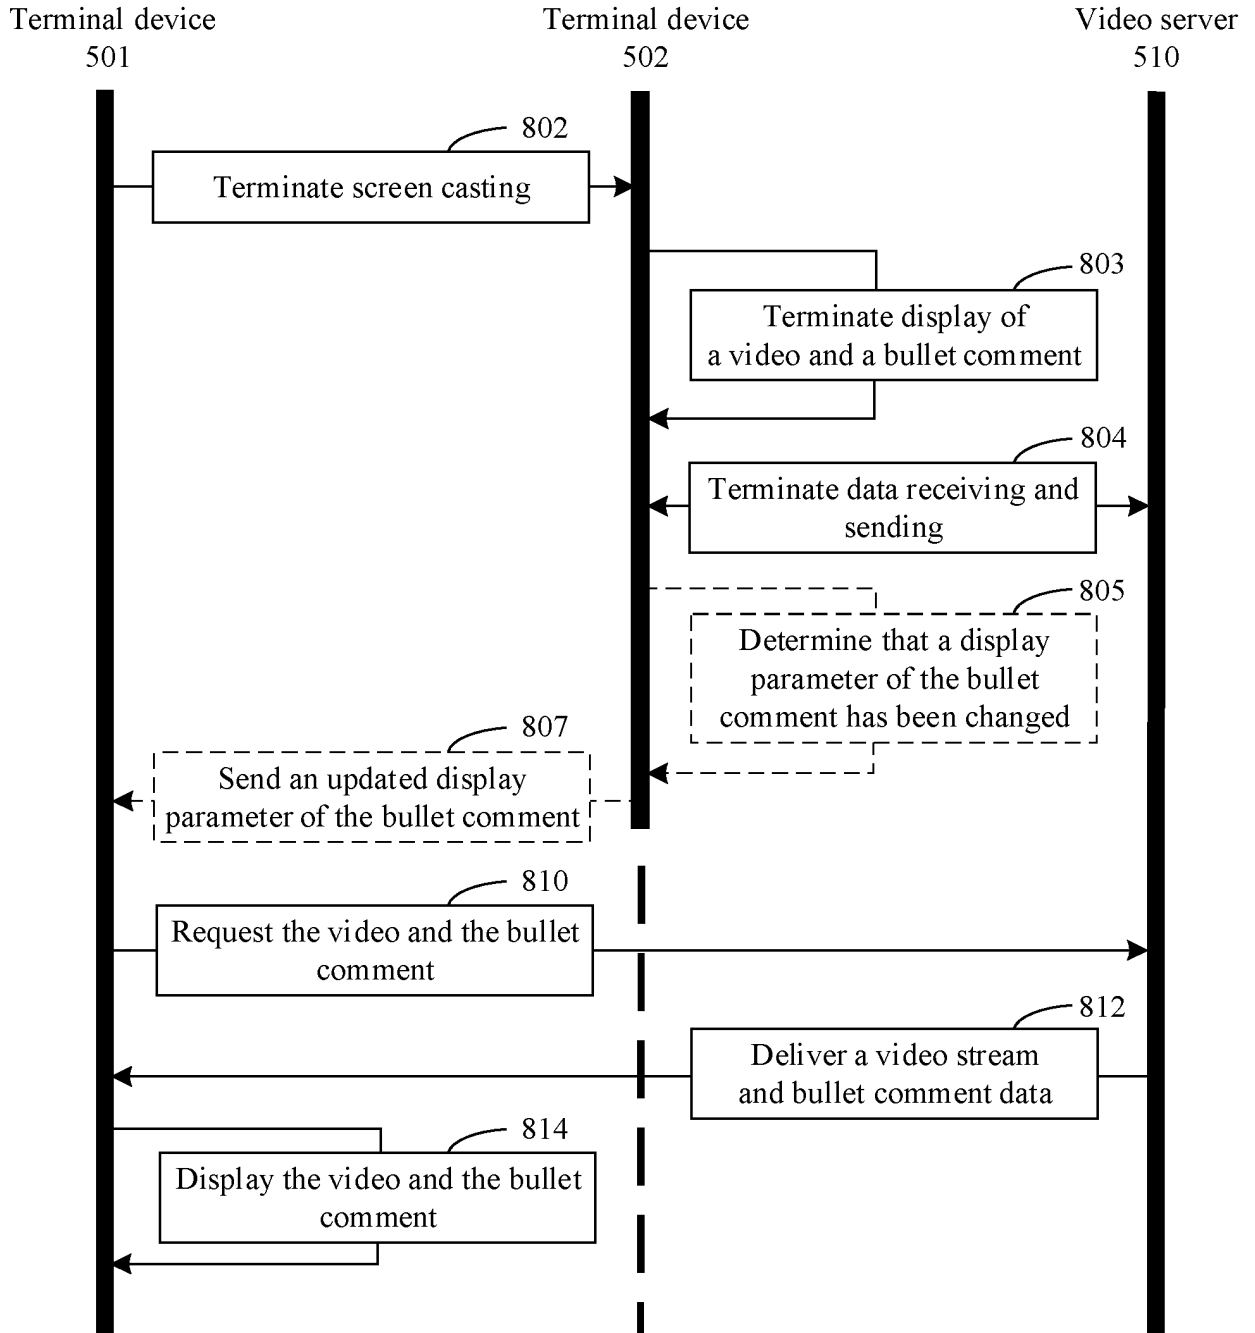 Terminal device
501
Terminal device
502
Video server
510
802
Terminate screen casting
803
Terminate display of
a video and a bullet comment
804
Terminate data receiving and
sending
805
Determine that a display
parameter of the bullet
comment has been changed
807
Send an updated display
parameter of the bullet comment
810
Request the video and the bullet
comment
812
Deliver a video stream
and bullet comment data
814
Display the video and the bullet
comment